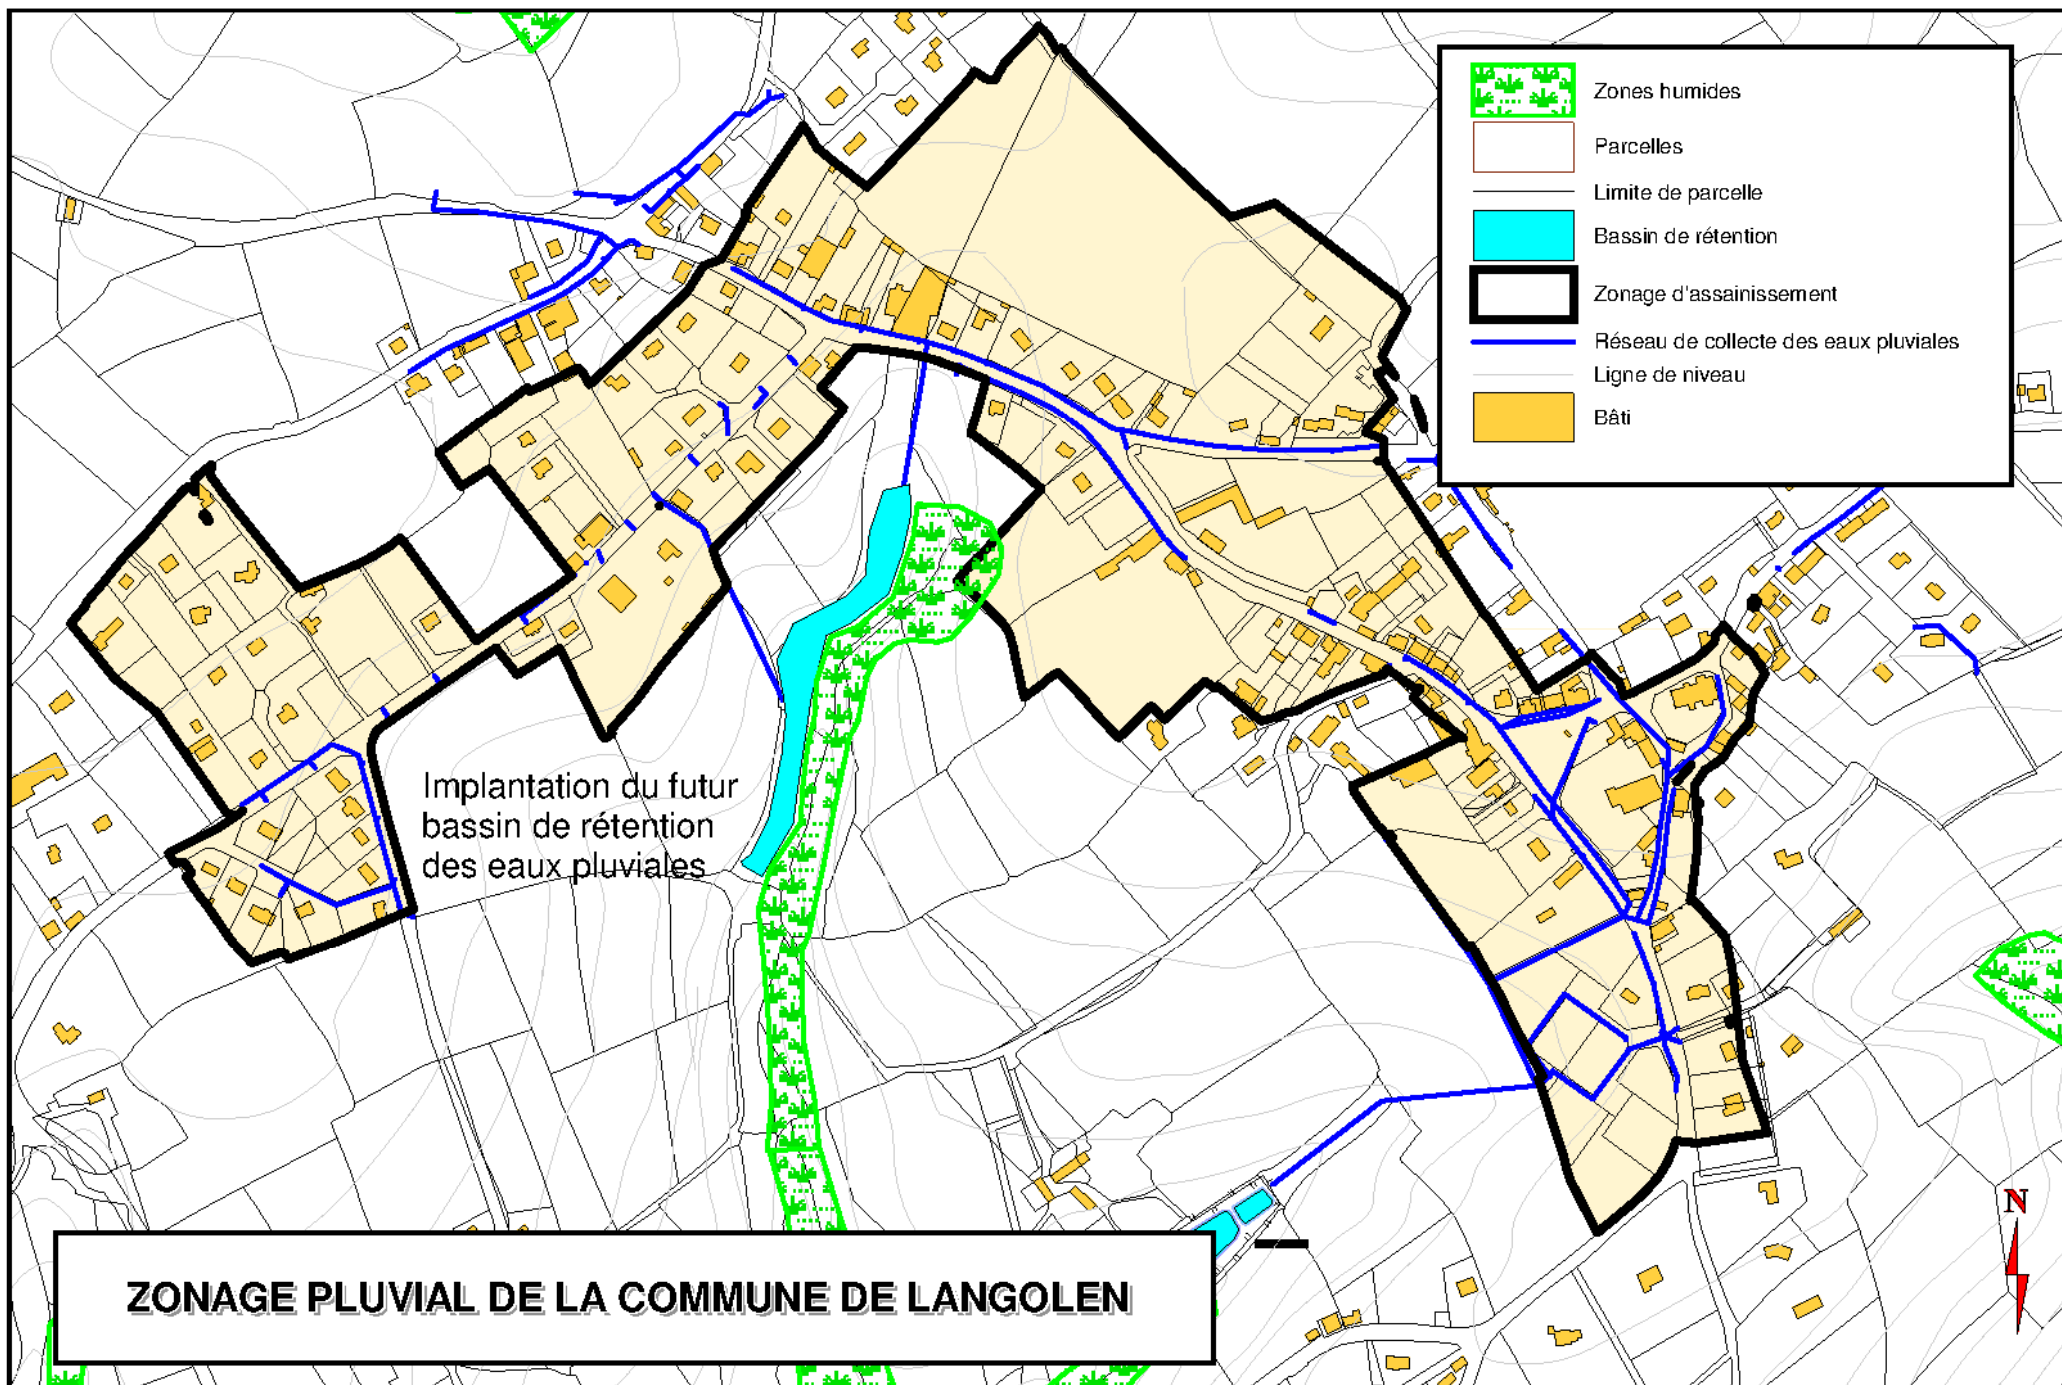 Zones humides
Parcelles
Limite de parcelle
Bassin de rétention
Zonage d'assainissement
Réseau de collecte des eaux pluviales
Ligne de niveau
Bâti
Implantation du futur
bassin de rétention
des eaux pluviales
N
ZONAGE PLUVIAL DE LA COMMUNE DE LANGOLEN